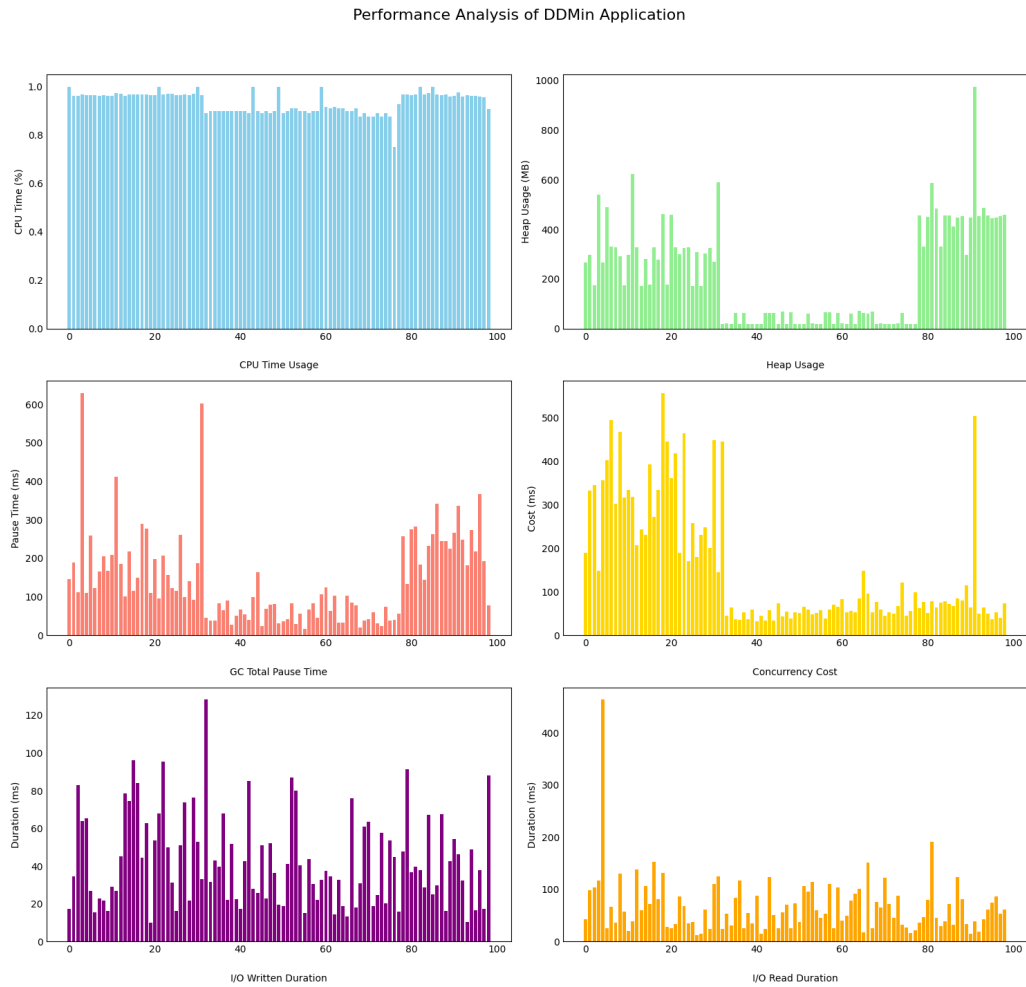 Performance Analysis of DDMin Application
CPU Time (%)
1.0
0.8
0.6
0.4
0.2
0.0
0 20 40 60 80 100
CPU Time Usage
Heap Usage (MB)
1000
800
600
400
200
0
0 20 40 60 80 100
Heap Usage
Pause Time (ms)
600
500
400
300
200
100
0
0 20 40 60 80 100
GC Total Pause Time
Cost (ms)
500
400
300
200
100
0
0 20 40 60 80 100
Concurrency Cost
Duration (ms)
120
100
80
60
40
20
0
0 20 40 60 80 100
I/O Written Duration
Duration (ms)
400
300
200
100
0
0 20 40 60 80 100
I/O Read Duration